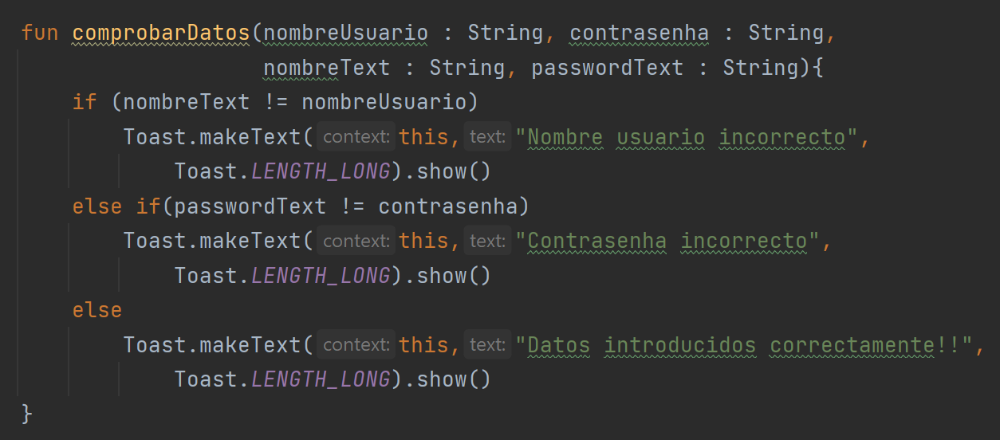 fun comprobarDatos(nombreUsuario : String, contrasenha : String,
nombreText : String, passwordText : String){
if (nombreText != nombreUsuario)
Toast.makeText( context: this, text: "Nombre usuario incorrecto",
Toast.LENGTH_LONG).show()
else if(passwordText != contrasenha)
Toast.makeText( context: this, text: "Contrasenha incorrecto",
Toast.LENGTH_LONG).show()
else
Toast.makeText( context: this, text: "Datos introducidos correctamente!!",
Toast.LENGTH_LONG).show()
}